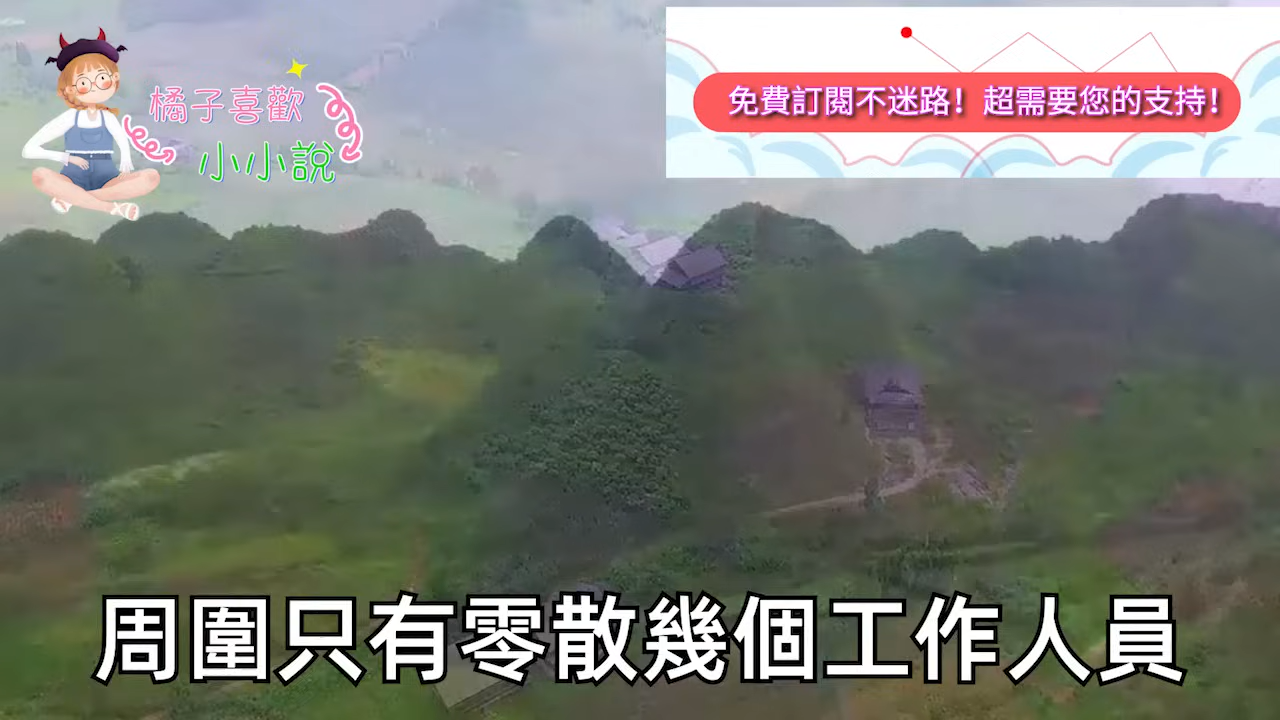 橘子喜歡
小小說
免費訂閱不迷路！超需要您的支持！
周圍只有零散幾個工作人員